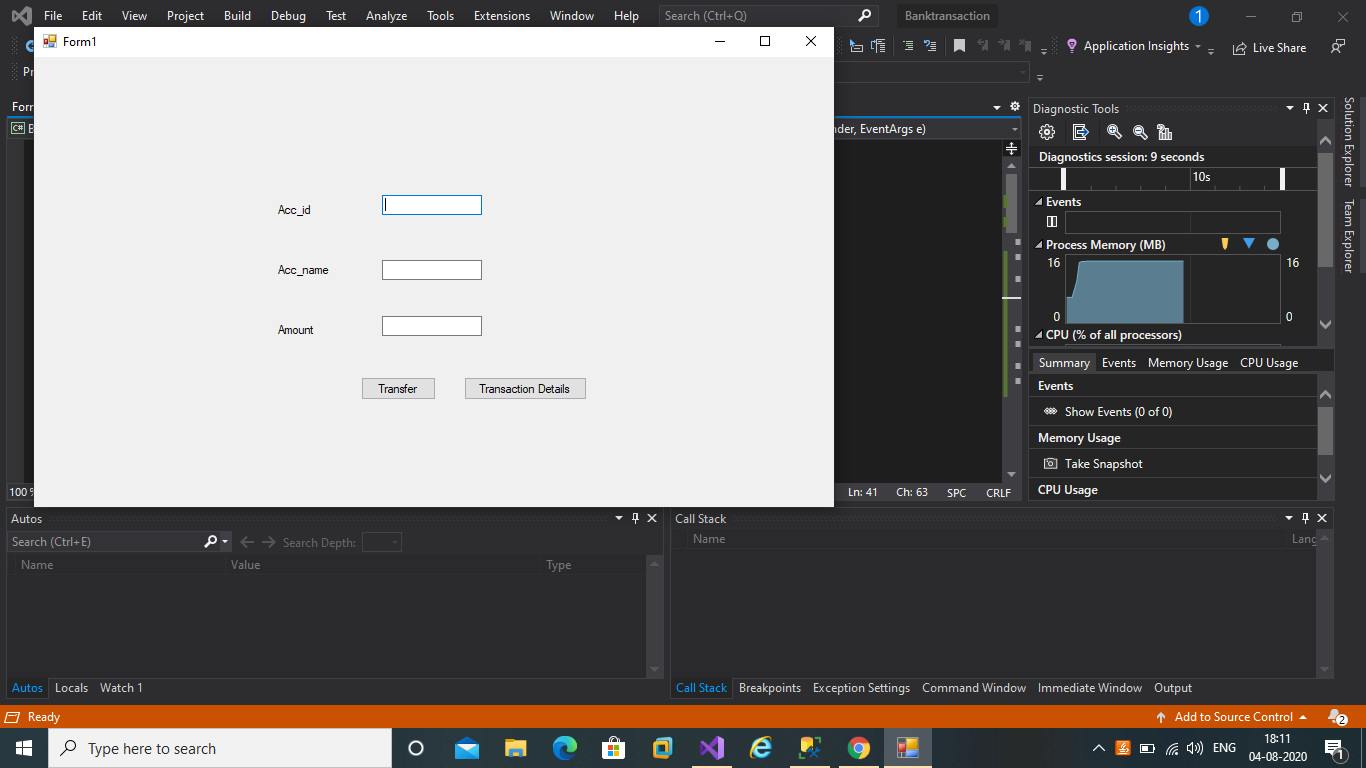 File Edit View Project Build Debug Test Analyze Tools Extensions Window Help Search (Ctrl+Q) Banktransaction 1
Form1
Application Insights Live Share
Pr
Form
C# B nder, EventArgs e)
Acc_id
Acc_name
Amount
Transfer Transaction Details
100 % Ln: 41 Ch: 63 SPC CRLF
Diagnostic Tools
Diagnostics session: 9 seconds
10s
Events
Process Memory (MB)
16 16
0 0
CPU (% of all processors)
Summary Events Memory Usage CPU Usage
Events
Show Events (0 of 0)
Memory Usage
Take Snapshot
CPU Usage
Solution Explorer
Team Explorer
Autos
Search (Ctrl+E) Search Depth:
Name Value Type
Autos Locals Watch 1
Call Stack
Name Lang
Call Stack Breakpoints Exception Settings Command Window Immediate Window Output
Ready Add to Source Control 2
Type here to search
ENG
18:11
04-08-2020
1